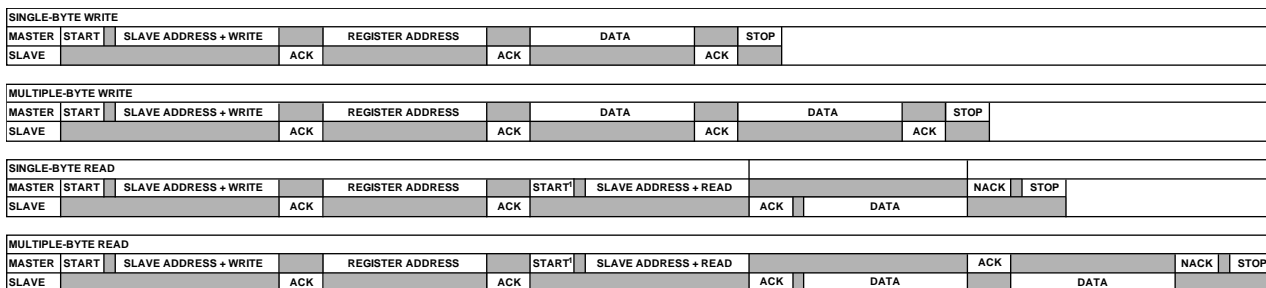 SINGLE-BYTE WRITE
MASTER START SLAVE ADDRESS + WRITE REGISTER ADDRESS DATA STOP
SLAVE ACK ACK ACK
MULTIPLE-BYTE WRITE
MASTER START SLAVE ADDRESS + WRITE REGISTER ADDRESS DATA DATA STOP
SLAVE ACK ACK ACK ACK
SINGLE-BYTE READ
MASTER START SLAVE ADDRESS + WRITE REGISTER ADDRESS START¹ SLAVE ADDRESS + READ NACK STOP
SLAVE ACK ACK ACK DATA
MULTIPLE-BYTE READ
MASTER START SLAVE ADDRESS + WRITE REGISTER ADDRESS START¹ SLAVE ADDRESS + READ ACK NACK STOP
SLAVE ACK ACK ACK DATA DATA